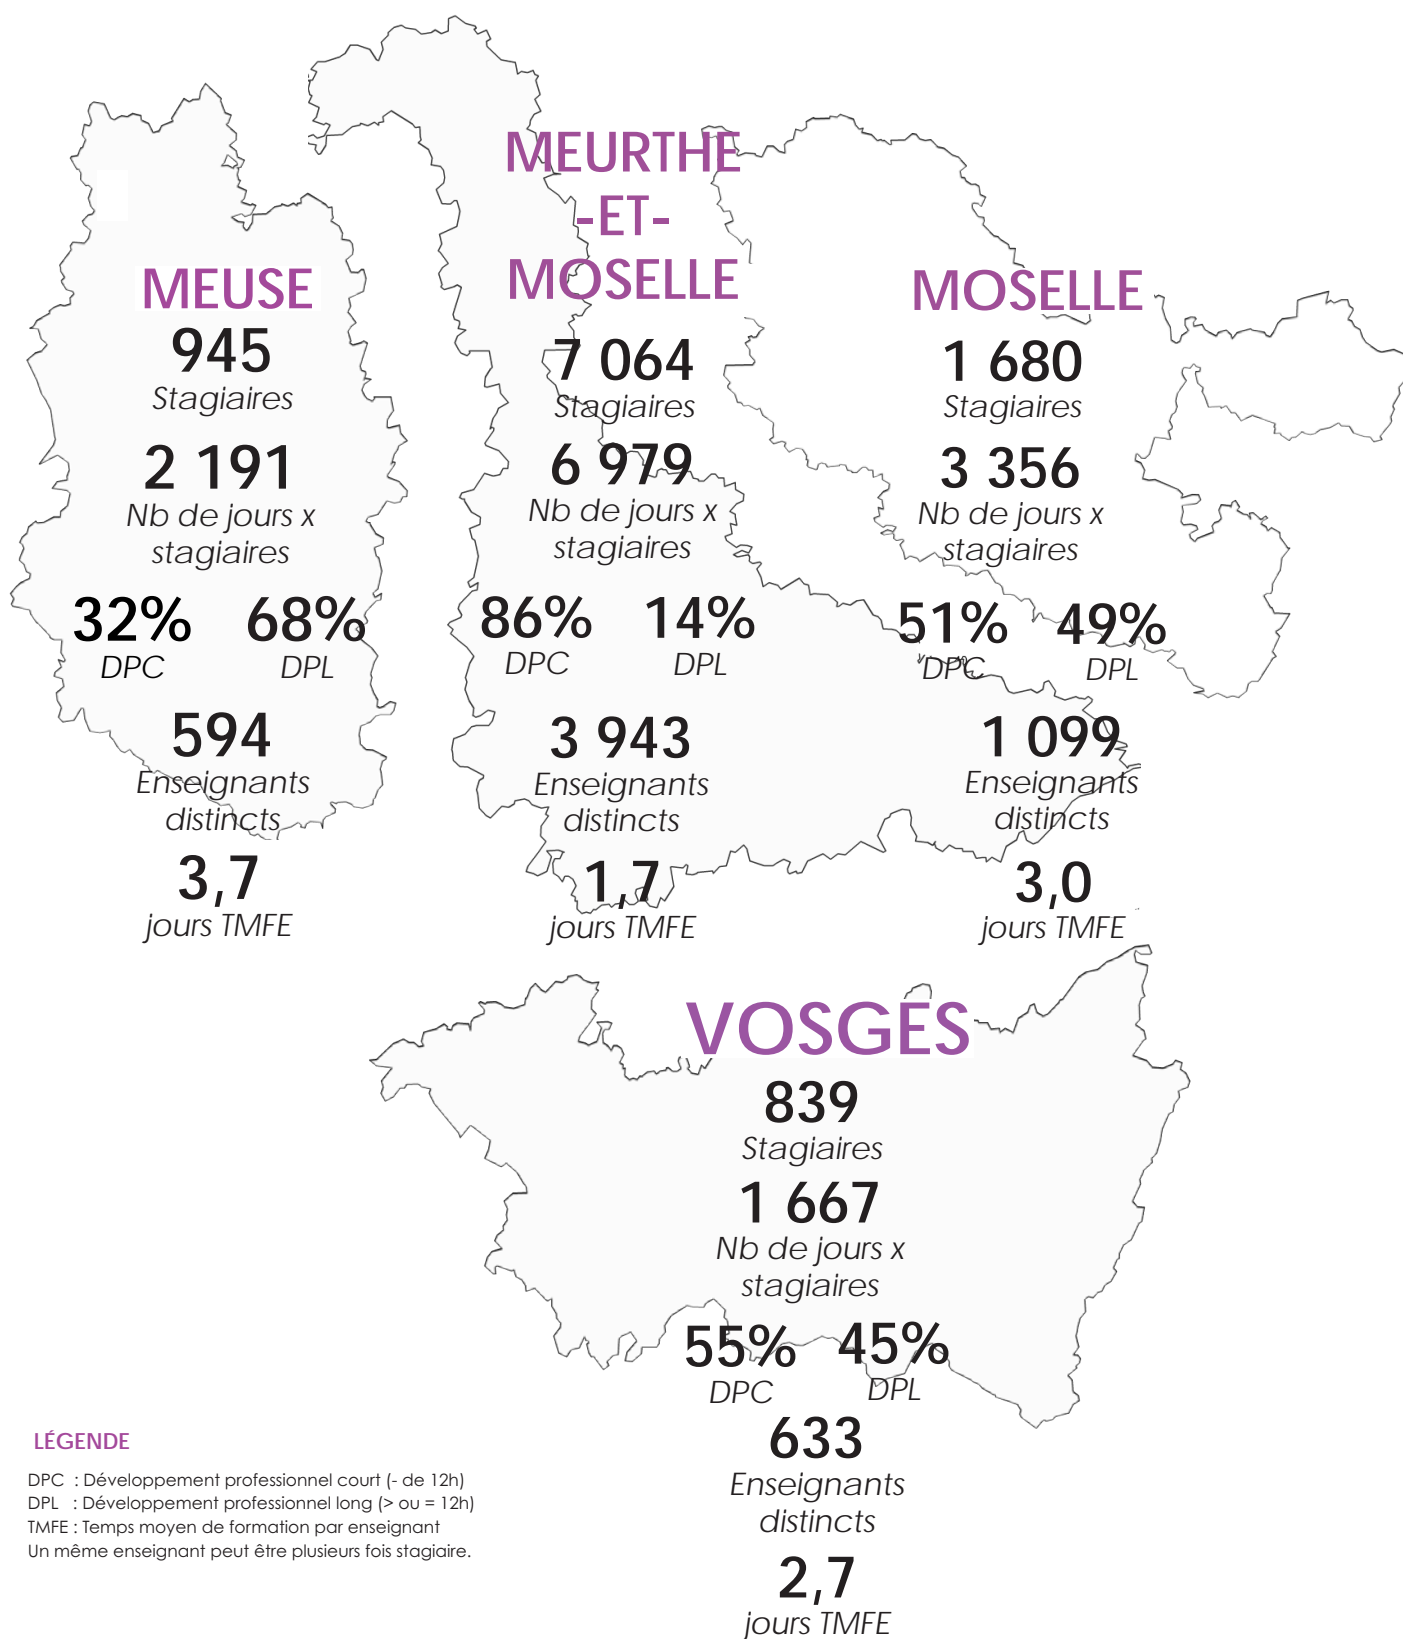 MEUSE
945
Stagiaires
2 191
Nb de jours x
stagiaires
32% 68%
DPC DPL
594
Enseignants
distincts
3,7
jours TMFE
MEURTHE
-ET-
MOSELLE
7 064
Stagiaires
6 979
Nb de jours x
stagiaires
86% 14%
DPC DPL
3 943
Enseignants
distincts
1,7
jours TMFE
MOSELLE
1 680
Stagiaires
3 356
Nb de jours x
stagiaires
51% 49%
DPC DPL
1 099
Enseignants
distincts
3,0
jours TMFE
VOSGES
839
Stagiaires
1 667
Nb de jours x
stagiaires
55% 45%
DPC DPL
633
Enseignants
distincts
2,7
jours TMFE
LÉGENDE
DPC : Développement professionnel court (- de 12h)
DPL : Développement professionnel long (> ou = 12h)
TMFE : Temps moyen de formation par enseignant
Un même enseignant peut être plusieurs fois stagiaire.